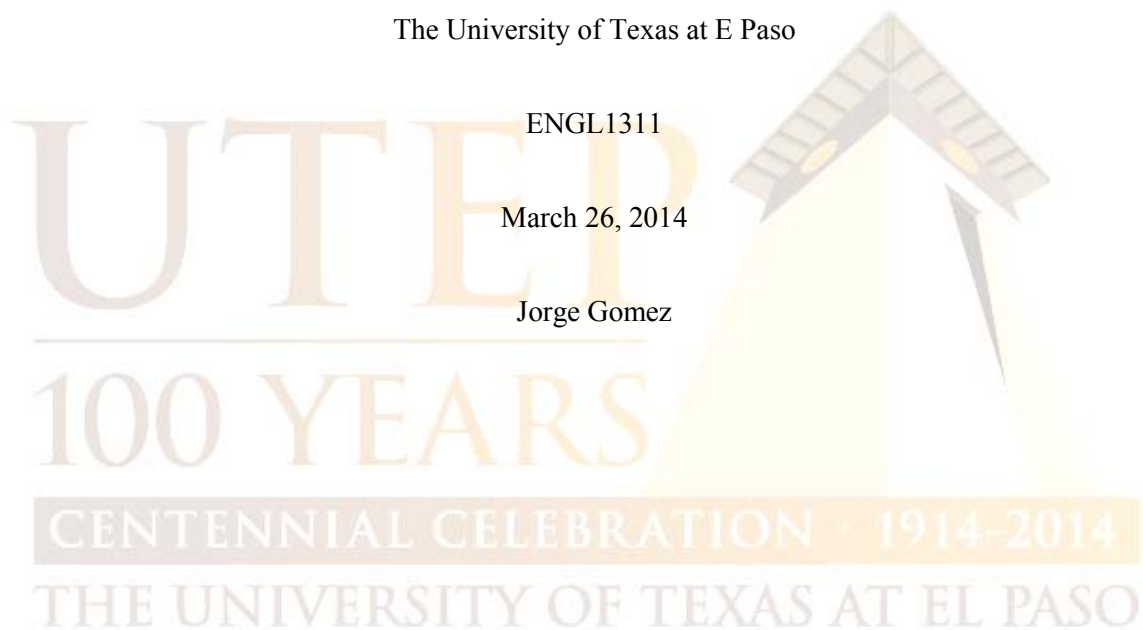 The University of Texas at E Paso
ENGL1311
March 26, 2014
Jorge Gomez
UTEP
100 YEARS
CENTENNIAL CELEBRATION · 1914-2014
THE UNIVERSITY OF TEXAS AT EL PASO